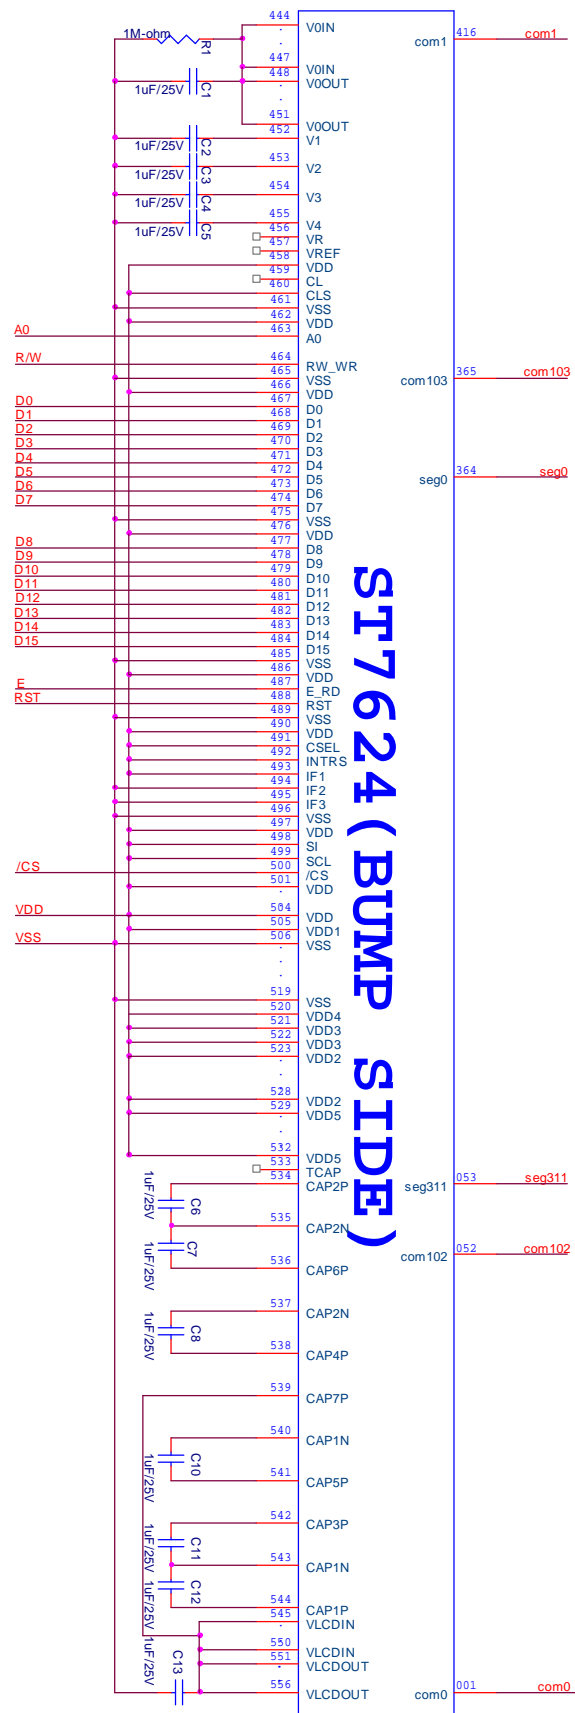 444
V0IN
1M-ohm
R1
com1
416
com1
447
V0IN
448
V0OUT
1uF/25V
C1
451
V0OUT
452
V1
1uF/25V
C2
453
V2
1uF/25V
C3
454
V3
1uF/25V
C4
455
V4
1uF/25V
C5
456
VR
457
VREF
458
VDD
459
CL
460
CLS
461
VSS
462
VDD
A0
463
A0
R/W
464
RW_WR
465
VSS
com103
365
com103
466
VDD
D0
467
D0
D1
468
D1
D2
469
D2
D3
470
D3
D4
471
D4
D5
472
D5
seg0
364
seg0
D6
473
D6
D7
474
D7
475
VSS
476
VDD
D8
477
D8
D9
478
D9
D10
479
D10
D11
480
D11
D12
481
D12
D13
482
D13
D14
483
D14
D15
484
D15
485
VSS
486
VDD
E
487
E_RD
RST
488
RST
489
VSS
490
VDD
491
CSEL
492
INTRS
493
IF1
494
IF2
495
IF3
496
VSS
497
VDD
498
SI
499
SCL
/CS
500
/CS
501
VDD
ST7624(BUMP SIDE)
VDD
504
VDD
505
VDD1
VSS
506
VSS
519
VSS
520
VDD4
521
VDD3
522
VDD3
523
VDD2
528
VDD2
529
VDD5
532
VDD5
533
TCAP
534
CAP2P
seg311
053
seg311
1uF/25V
C6
535
CAP2N
1uF/25V
C7
com102
052
com102
536
CAP6P
537
CAP2N
1uF/25V
C8
538
CAP4P
539
CAP7P
540
CAP1N
1uF/25V
C10
541
CAP5P
542
CAP3P
1uF/25V
C11
543
CAP1N
1uF/25V
C12
544
CAP1P
545
VLCDIN
550
VLCDIN
551
VLCDOUT
1uF/25V
C13
556
VLCDOUT
com0
001
com0